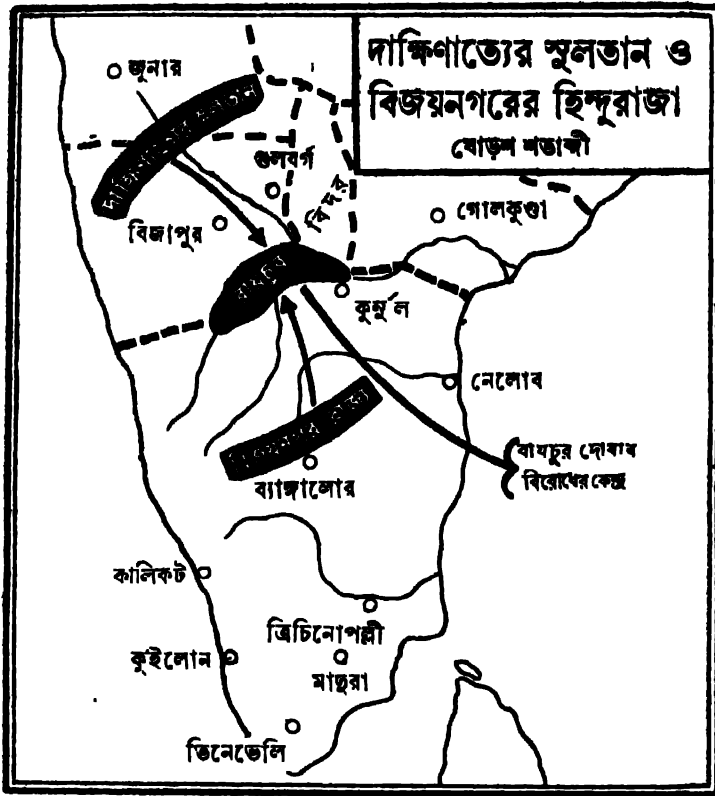 দাক্ষিণাত্যের সুলতান ও
বিজয়নগরের হিন্দুরাজা
ষোড়শ শতাব্দী
জুনার
গুলবর্গ
বিদর
গোলকুণ্ডা
বিজাপুর
রায়চুর
কুর্নুল
নেলোর
বায়চুর দোয়াব
বিরোধের কেন্দ্র
ব্যাঙ্গালোর
কালিকট
ত্রিচিনোপল্লী
কুইলোন
মাদুরা
তিনেভেলি